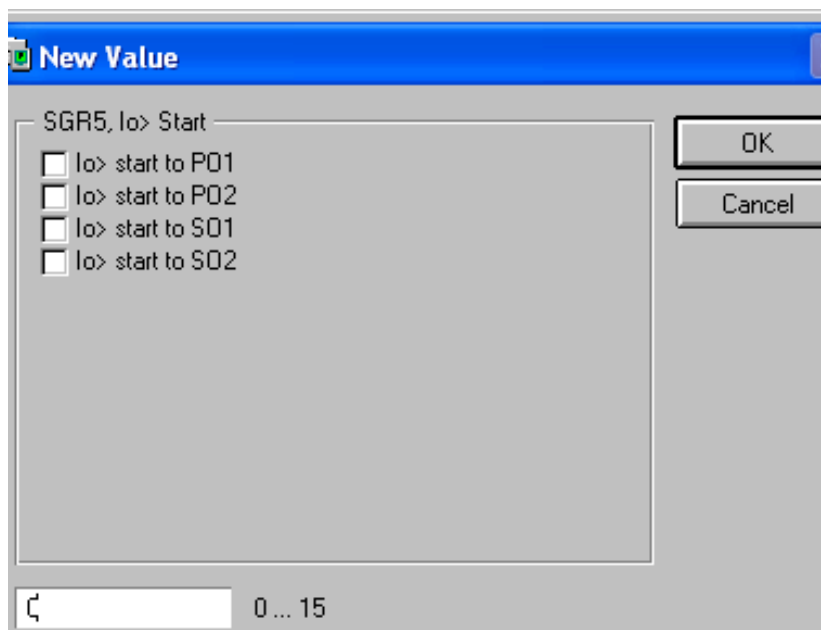 New Value
SGR5, Io> Start
Io> start to PO1
Io> start to PO2
Io> start to SO1
Io> start to SO2
OK
Cancel
0 ... 15